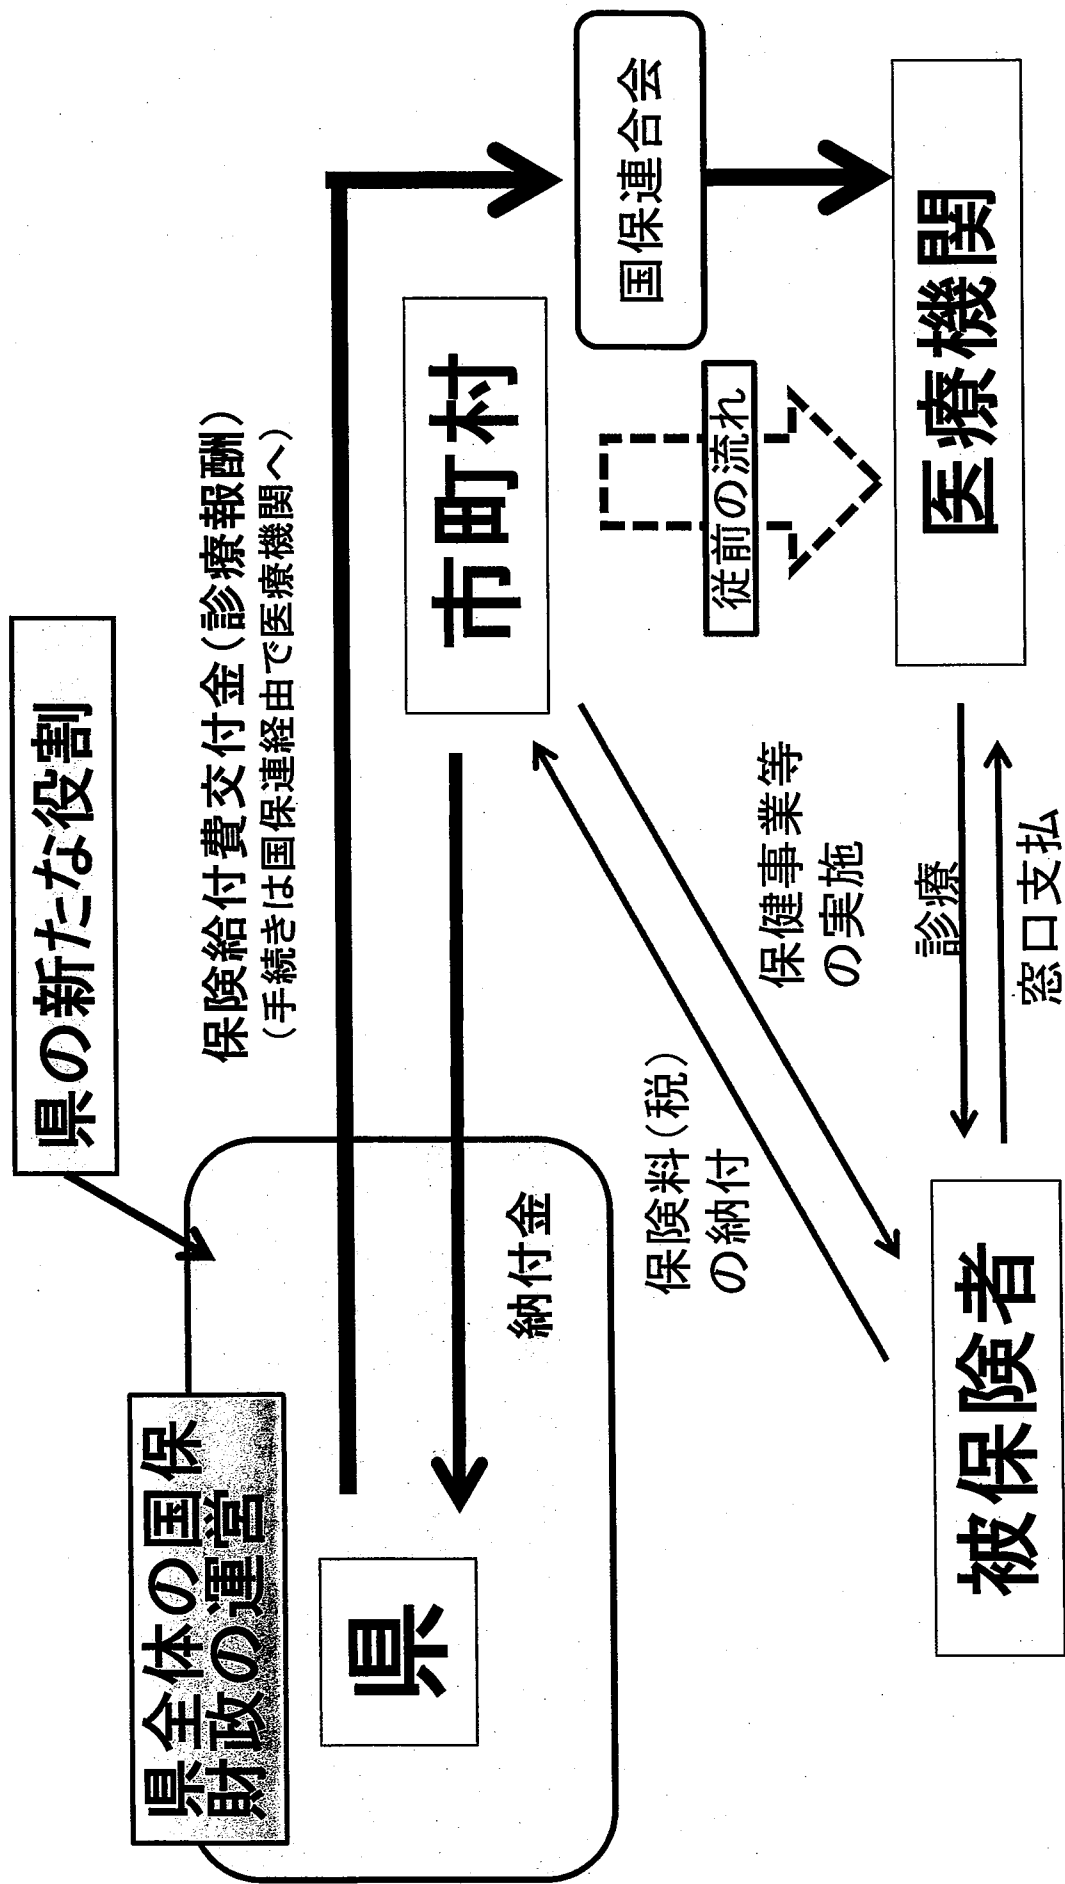 県の新たな役割
県全体の国保
財政の運営
保険給付費交付金(診療報酬)
(手続きは国保連経由で医療機関へ)
県
納付金
市町村
国保連合会
従前の流れ
保険料(税)
の納付
保健事業等
の実施
被保険者
診療
窓口支払
医療機関